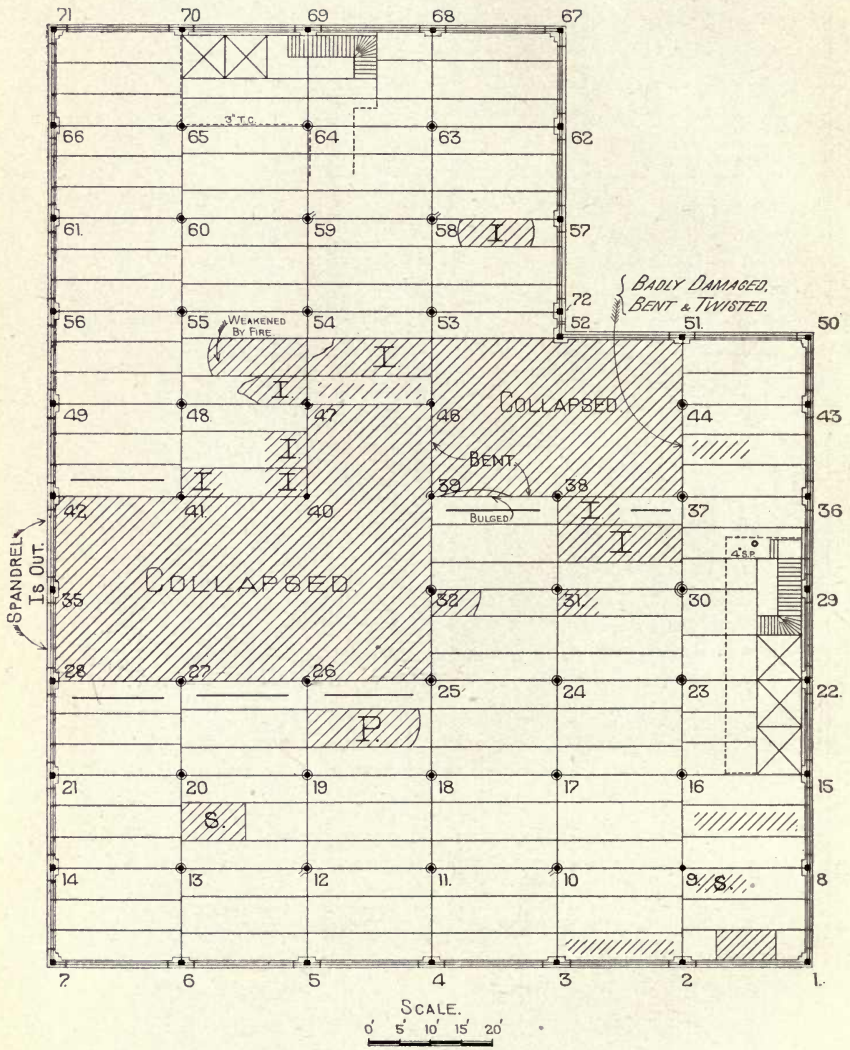 71 70 69 68 67
3" T.C.
66 65 64 63 62
61. 60 59 58 I 57
BADLY DAMAGED,
BENT & TWISTED.
56 55 54 53 72
52 51. 50
WEAKENED
BY FIRE.
I
I. COLLAPSED.
49 48. 47 46 44 43
I
BENT.
I I 39 38 37 36
42 41. 40
BULGED I
I
4" S.P.
SPANDREL
IS OUT.
COLLAPSED.
35 32 31. 30 29
28 27 26 25 24 23 22.
P.
21 20 19 18 17 16 15
S.
14 13 12 11. 10 9. 8
S.
7. 6 5 4 3 2 1.
SCALE.
0' 5' 10' 15' 20'